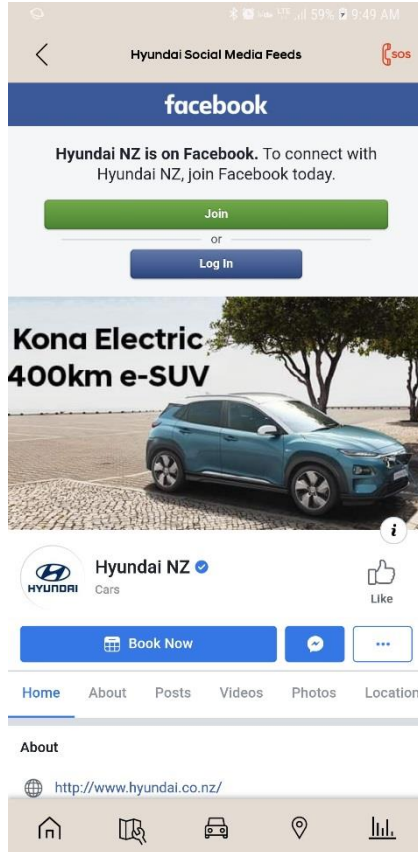 59% 9:49 AM
Hyundai Social Media Feeds
SOS
facebook
Hyundai NZ is on Facebook. To connect with
Hyundai NZ, join Facebook today.
Join
or
Log In
Kona Electric
400km e-SUV
i
HYUNDAI
Hyundai NZ
Cars
Like
Book Now
Home About Posts Videos Photos Location
About
http://www.hyundai.co.nz/